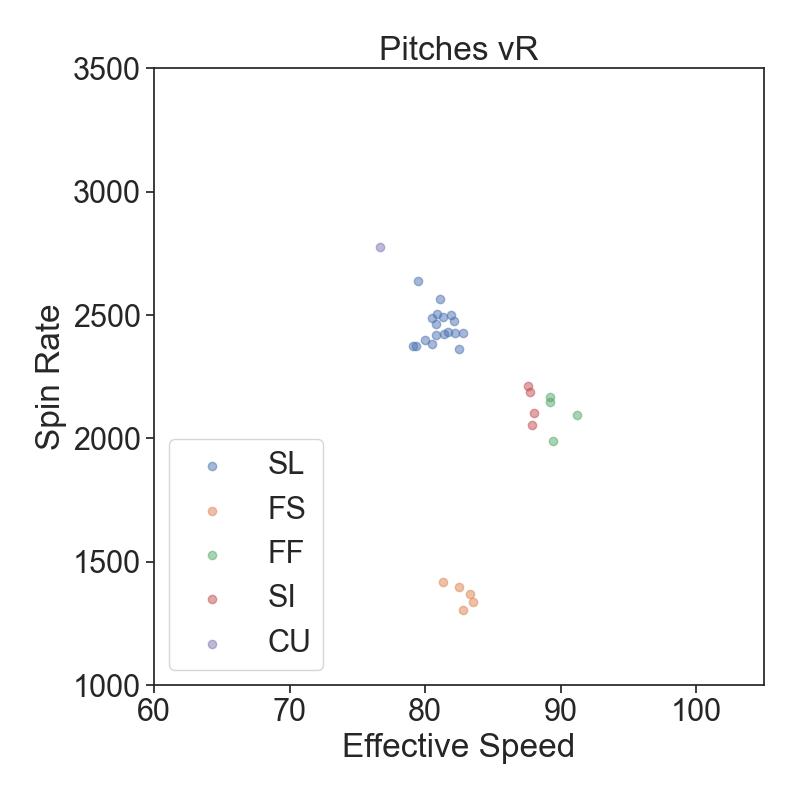 Pitches vR
3500
3000
2500
2000
1500
1000
Spin Rate
SL
FS
FF
SI
CU
60 70 80 90 100
Effective Speed